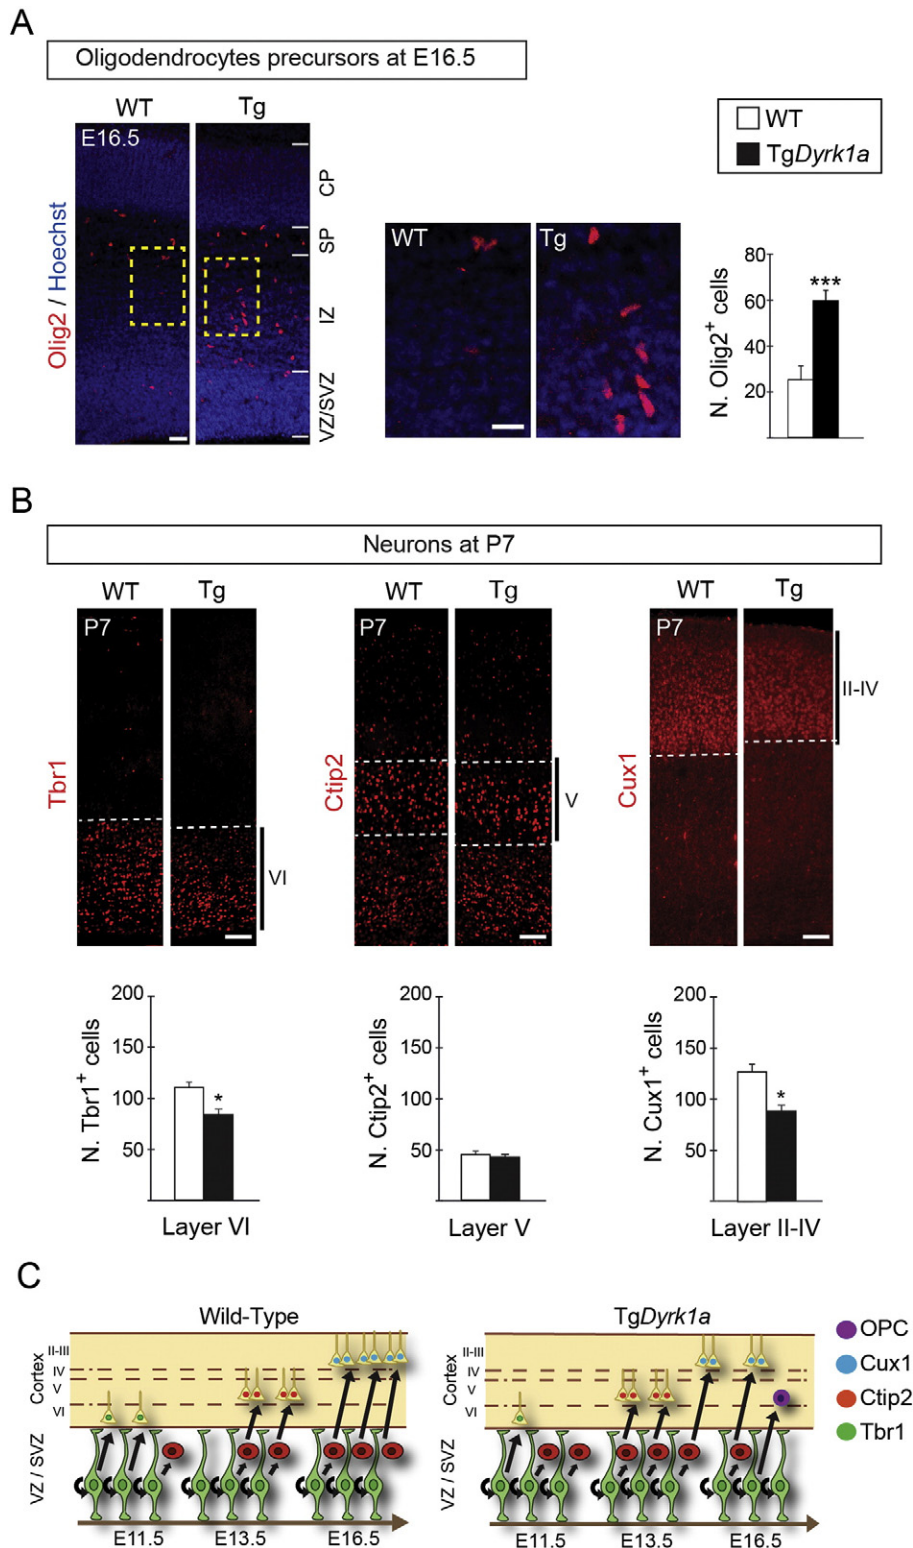 A
Oligodendrocytes precursors at E16.5
WT Tg
E16.5
Olig2 / Hoechst
CP
SP
IZ
VZ/SVZ
WT Tg
WT
TgDyrk1a
N. Olig2+ cells
80
60
40
20
***
B
Neurons at P7
WT Tg
P7
Tbr1
VI
WT Tg
Ctip2
V
WT Tg
P7
Cux1
II-IV
N. Tbr1+ cells
200
150
100
50
*
Layer VI
N. Ctip2+ cells
200
150
100
50
Layer V
N. Cux1+ cells
200
150
100
50
*
Layer II-IV
C
Wild-Type
Cortex
II-III
IV
V
VI
VZ / SVZ
E11.5 E13.5 E16.5
TgDyrk1a
Cortex
II-III
IV
V
VI
VZ / SVZ
E11.5 E13.5 E16.5
OPC
Cux1
Ctip2
Tbr1